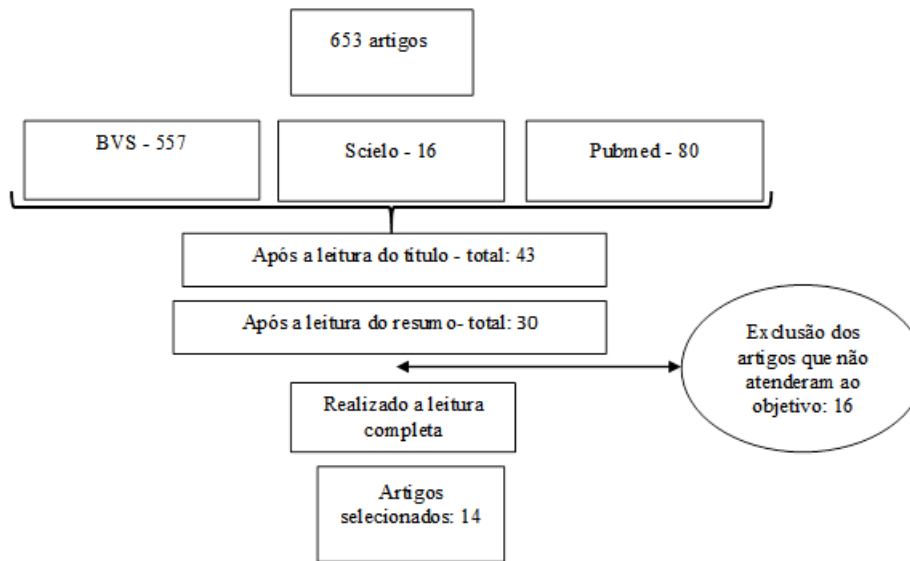 653 artigos
BVS - 557
Scielo - 16
Pubmed - 80
Após a leitura do título - total: 43
Após a leitura do resumo- total: 30
Exclusão dos
artigos que não
atenderam ao
objetivo: 16
Realizado a leitura
completa
Artigos
selecionados: 14